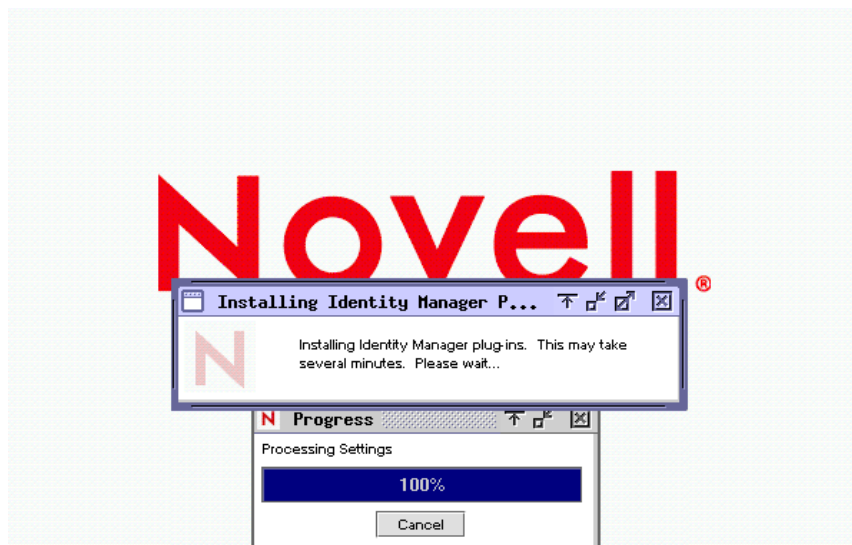 Novell®
Installing Identity Manager P...
Installing Identity Manager plug-ins. This may take
several minutes. Please wait...
N Progress
Processing Settings
100%
Cancel